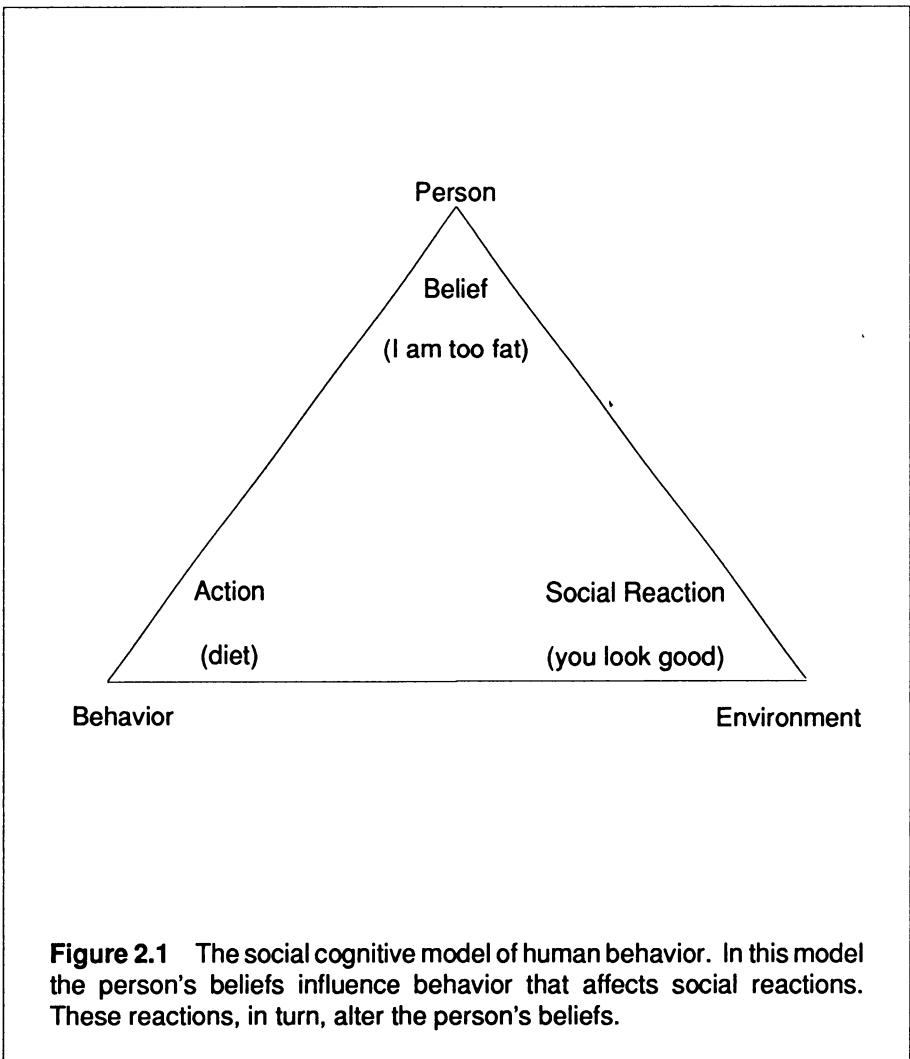 Person
Belief
(I am too fat)
Action
Social Reaction
(diet)
(you look good)
Behavior
Environment
Figure 2.1 The social cognitive model of human behavior. In this model
the person's beliefs influence behavior that affects social reactions.
These reactions, in turn, alter the person's beliefs.